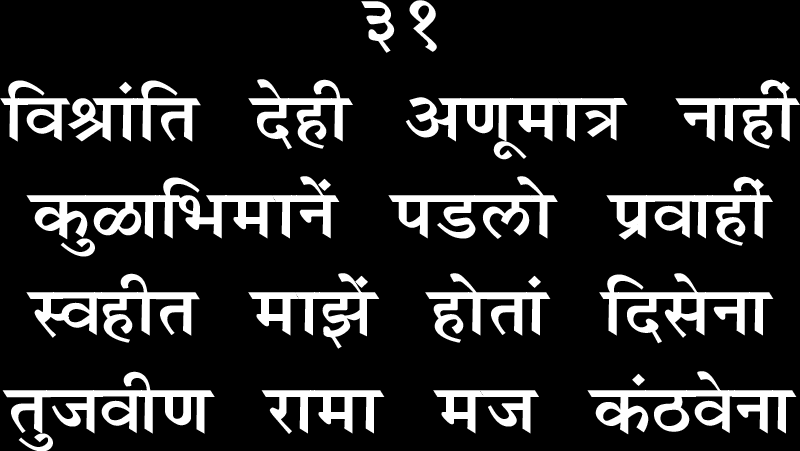 ३१
विश्रांति देही अणूमात्र नाहीं
कुळाभिमानें पडलो प्रवाहीं
स्वहीत माझें होतां दिसेना
तुजवीण रामा मज कंठवेना